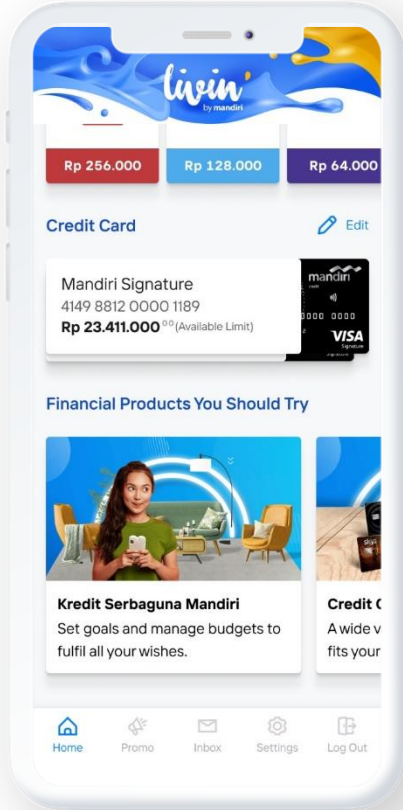 livin'
by mandiri
Rp 256.000
Rp 128.000
Rp 64.000
Credit Card
Edit
Mandiri Signature
4149 8812 0000 1189
Rp 23.411.000 00 (Available Limit)
mandiri
0000 0000
VISA
Signature
Financial Products You Should Try
Kredit Serbaguna Mandiri
Set goals and manage budgets to
fulfil all your wishes.
Credit C
A wide v
fits your
Home
Promo
Inbox
Settings
Log Out